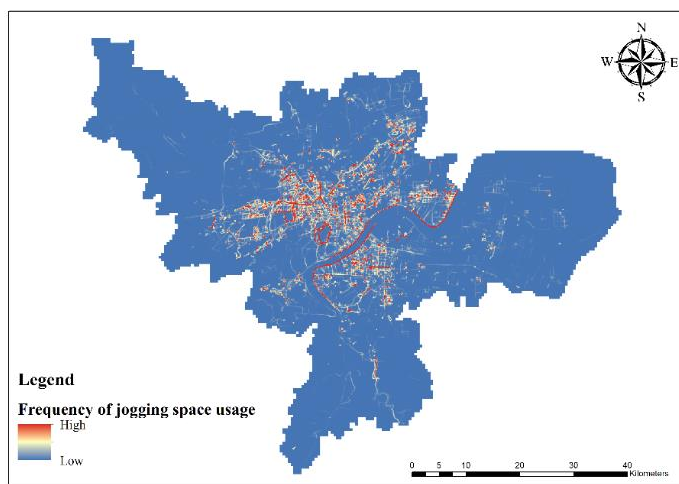 N
W E
S
Legend
Frequency of jogging space usage
High
Low
0 5 10 20 30 40
Kilometers